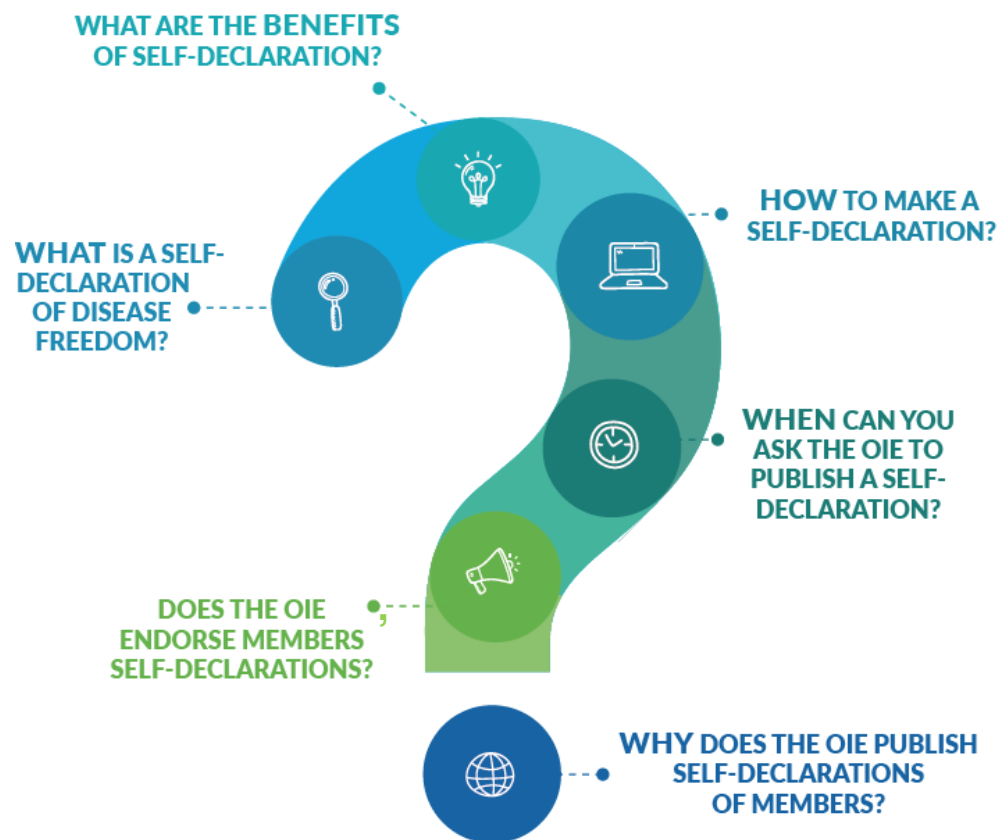 WHAT ARE THE BENEFITS
OF SELF-DECLARATION?
HOW TO MAKE A
SELF-DECLARATION?
WHAT IS A SELF-
DECLARATION
OF DISEASE
FREEDOM?
WHEN CAN YOU
ASK THE OIE TO
PUBLISH A SELF-
DECLARATION?
DOES THE OIE
ENDORSE MEMBERS,
SELF-DECLARATIONS?
WHY DOES THE OIE PUBLISH
SELF-DECLARATIONS
OF MEMBERS?